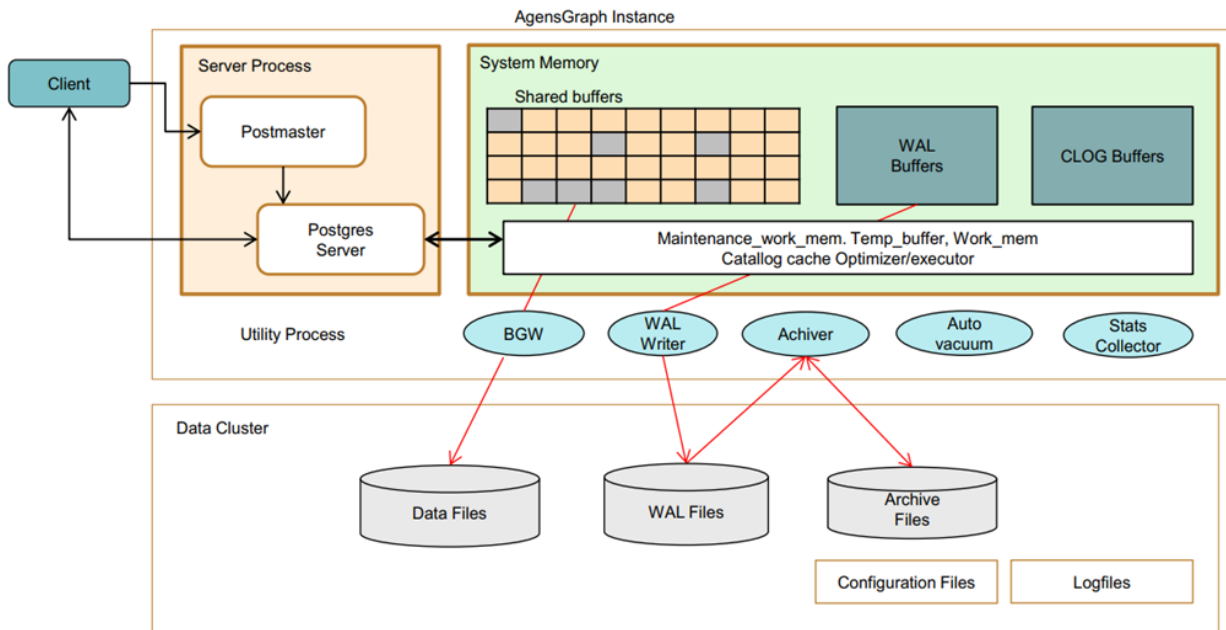 AgensGraph Instance
Client
Server Process
Postmaster
Postgres
Server
System Memory
Shared buffers
WAL
Buffers
CLOG Buffers
Maintenance_work_mem. Temp_buffer, Work_mem
Catallog cache Optimizer/executor
Utility Process
BGW
WAL
Writer
Achiver
Auto
vacuum
Stats
Collector
Data Cluster
Data Files
WAL Files
Archive
Files
Configuration Files
Logfiles